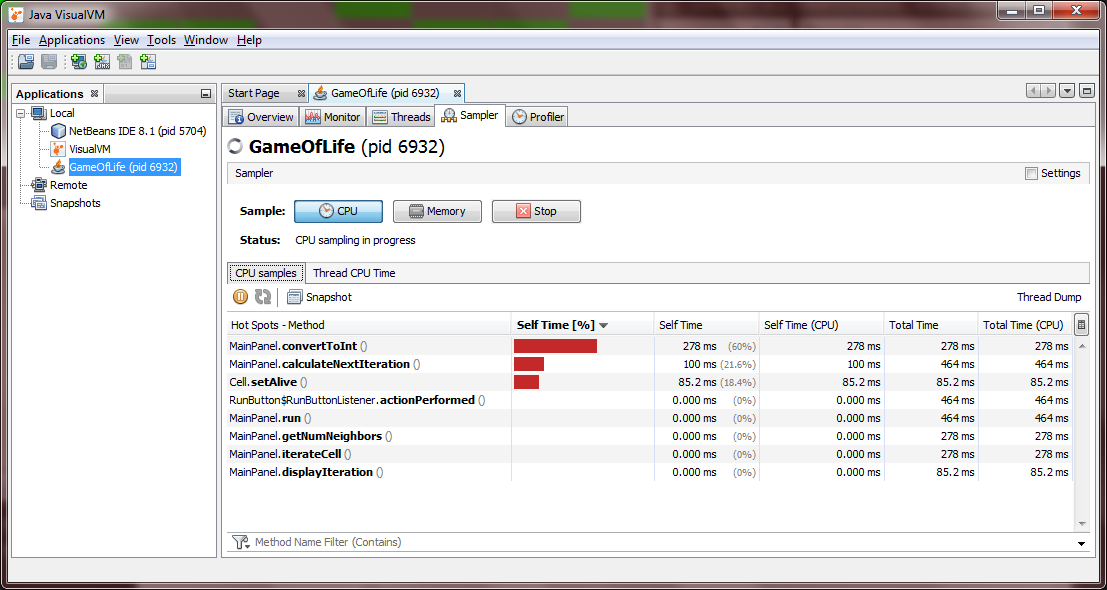 Java VisualVM
File Applications View Tools Window Help
Applications
Local
NetBeans IDE 8.1 (pid 5704)
VisualVM
GameOfLife (pid 6932)
Remote
Snapshots
Start Page GameOfLife (pid 6932)
Overview Monitor Threads Sampler Profiler
GameOfLife (pid 6932)
Sampler Settings
Sample: CPU Memory Stop
Status: CPU sampling in progress
CPU samples Thread CPU Time
Snapshot Thread Dump
Hot Spots - Method Self Time [%] Self Time Self Time (CPU) Total Time Total Time (CPU)
MainPanel.convertToInt () 278 ms (60%) 278 ms 278 ms 278 ms
MainPanel.calculateNextIteration () 100 ms (21.6%) 100 ms 464 ms 464 ms
Cell.setAlive () 85.2 ms (18.4%) 85.2 ms 85.2 ms 85.2 ms
RunButton$RunButtonListener.actionPerformed () 0.000 ms (0%) 0.000 ms 464 ms 464 ms
MainPanel.run () 0.000 ms (0%) 0.000 ms 464 ms 464 ms
MainPanel.getNumNeighbors () 0.000 ms (0%) 0.000 ms 278 ms 278 ms
MainPanel.iterateCell () 0.000 ms (0%) 0.000 ms 278 ms 278 ms
MainPanel.displayIteration () 0.000 ms (0%) 0.000 ms 85.2 ms 85.2 ms
Method Name Filter (Contains)